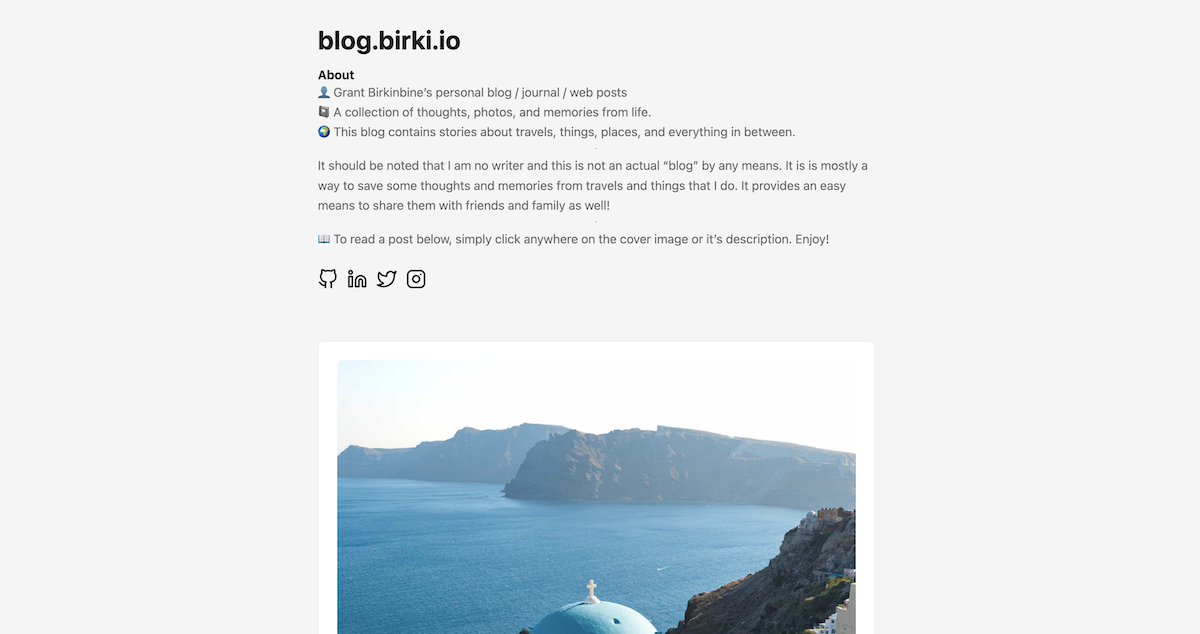 blog.birki.io
About
👤 Grant Birkinbine’s personal blog / journal / web posts
📓 A collection of thoughts, photos, and memories from life.
🌍 This blog contains stories about travels, things, places, and everything in between.
It should be noted that I am no writer and this is not an actual “blog” by any means. It is is mostly a
way to save some thoughts and memories from travels and things that I do. It provides an easy
means to share them with friends and family as well!
📖 To read a post below, simply click anywhere on the cover image or it’s description. Enjoy!